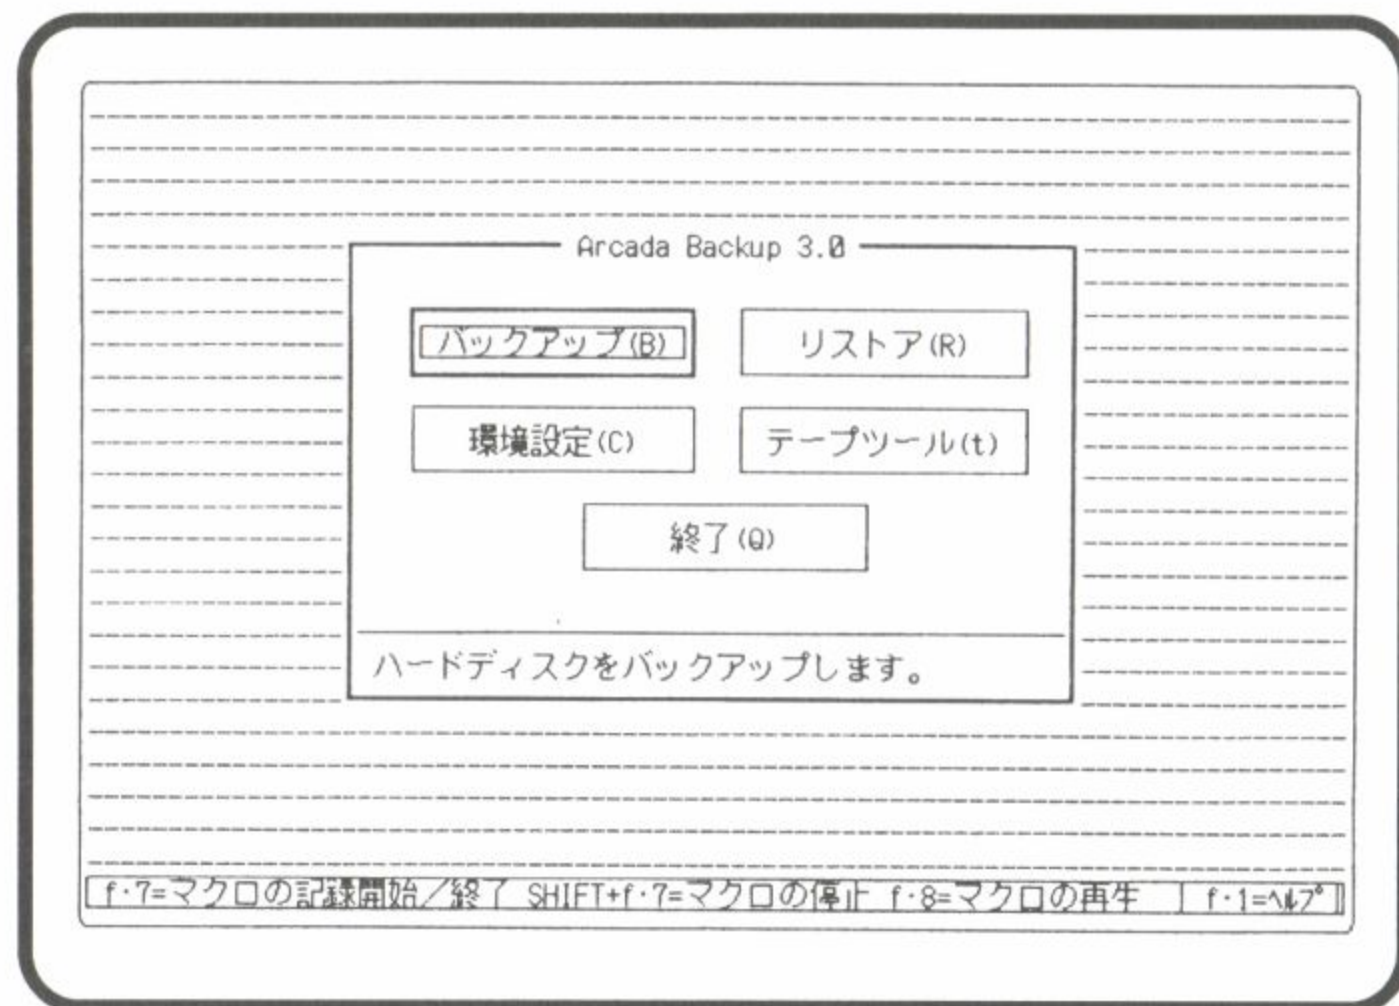 Arcada Backup 3.0
バックアップ(B) リストア(R)
環境設定(C) テープツール(t)
終了(Q)
ハードディスクをバックアップします。
f・7=マクロの記録開始／終了 SHIFT+f・7=マクロの停止 f・8=マクロの再生 | f・1=ﾍﾙﾌﾟ